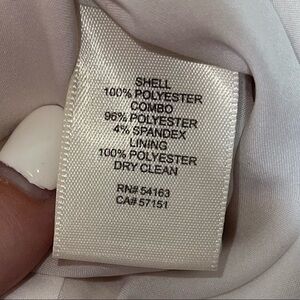 SHELL
100% POLYESTER
COMBO
96% POLYESTER
4% SPANDEX
LINING
100% POLYESTER
DRY CLEAN
RN# 54163
CA# 57151